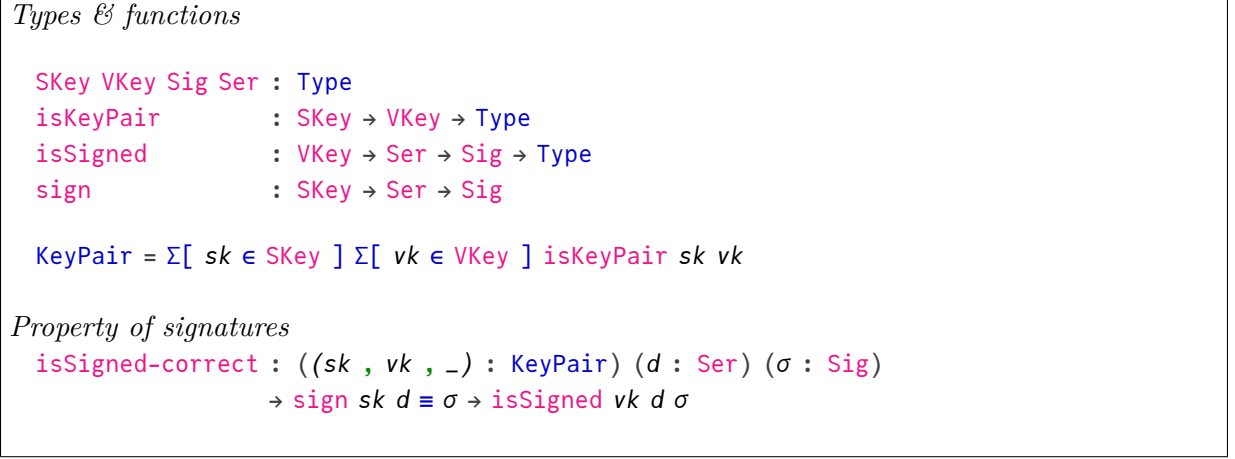 Types & functions
SKey VKey Sig Ser : Type
isKeyPair : SKey → VKey → Type
isSigned : VKey → Ser → Sig → Type
sign : SKey → Ser → Sig
KeyPair = Σ[ sk ∈ SKey ] Σ[ vk ∈ VKey ] isKeyPair sk vk
Property of signatures
isSigned-correct : ((sk , vk , _) : KeyPair) (d : Ser) (σ : Sig)
→ sign sk d ≡ σ → isSigned vk d σ